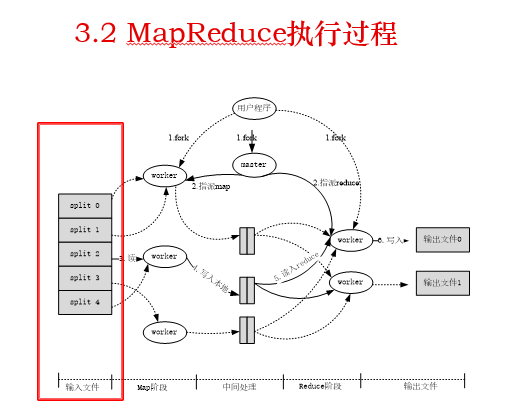 3.2 MapReduce执行过程
用户程序
1.fork
1.fork
1.fork
worker
master
2.指派map
2.指派reduce
split 0
split 1
split 2
split 3
split 4
3. 读
worker
4. 写入本地
5. 读入reduce
worker
6. 写入
输出文件0
worker
输出文件1
worker
输入文件
Map阶段
中间处理
Reduce阶段
输出文件